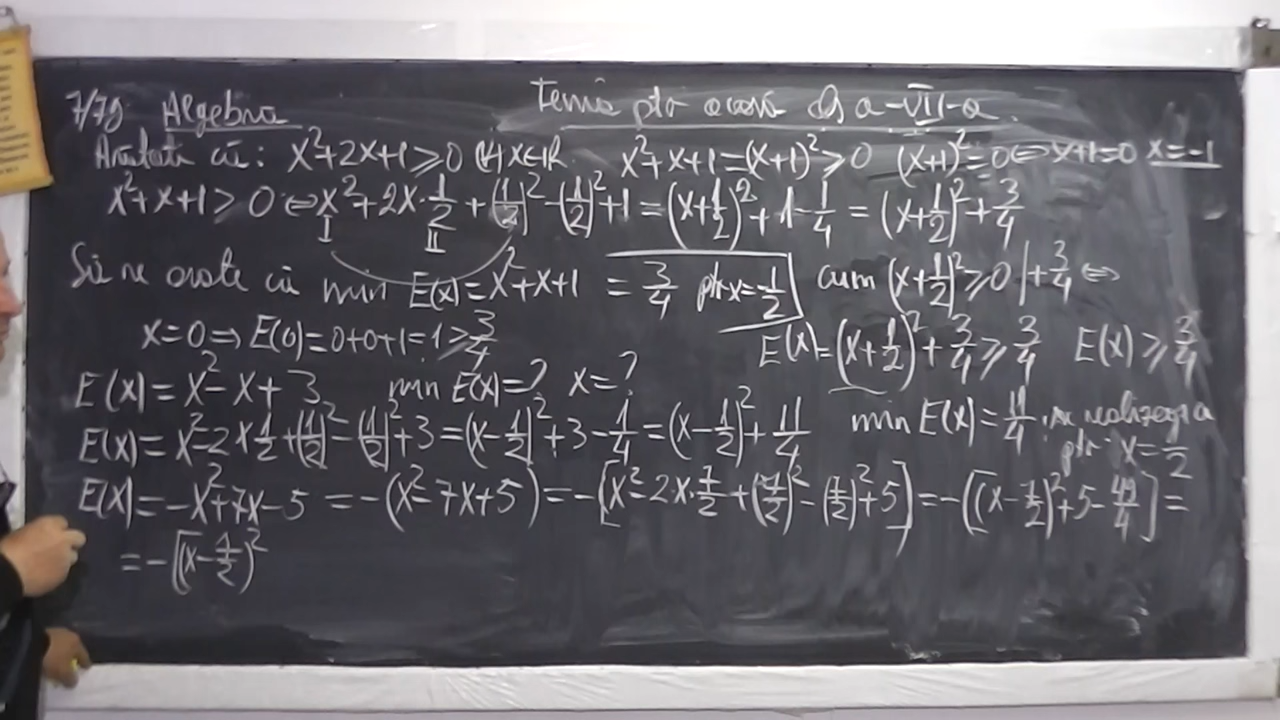 7/79 Algebra
Temă ptr acasă Cls a-VII-a.
Arătați că: x²+2x+1⩾0 (∀) x∈ℝ. x²+x+1=(x+1)²⩾0 (x+1)²=0⇔x+1=0 x=-1
x²+x+1⩾0⇔x²+2x·1/2+(1/2)²-(1/2)²+1=(x+1/2)²+1-1/4=(x+1/2)²+3/4
I II
Să se arate că min E(x)=x²+x+1=3/4 ptr x=-1/2 cum (x+1/2)²⩾0|+3/4⇔
x=0⇒E(0)=0+0+1=1⩾3/4 E(x)=(x+1/2)²+3/4⩾3/4 E(x)⩾3/4
E(x)=x²-x+3 min E(x)=? x=?
E(x)=x²-2x1/2+(1/2)²-(1/2)²+3=(x-1/2)²+3-1/4=(x-1/2)²+11/4 min E(x)=11/4 se realizează
ptr x=1/2
E(x)=-x²+7x-5=-(x²-7x+5)=-[x²-2x·7/2+(7/2)²-(7/2)²+5]=-[(x-7/2)²+5-49/4]=
=-[(x-7/2)²